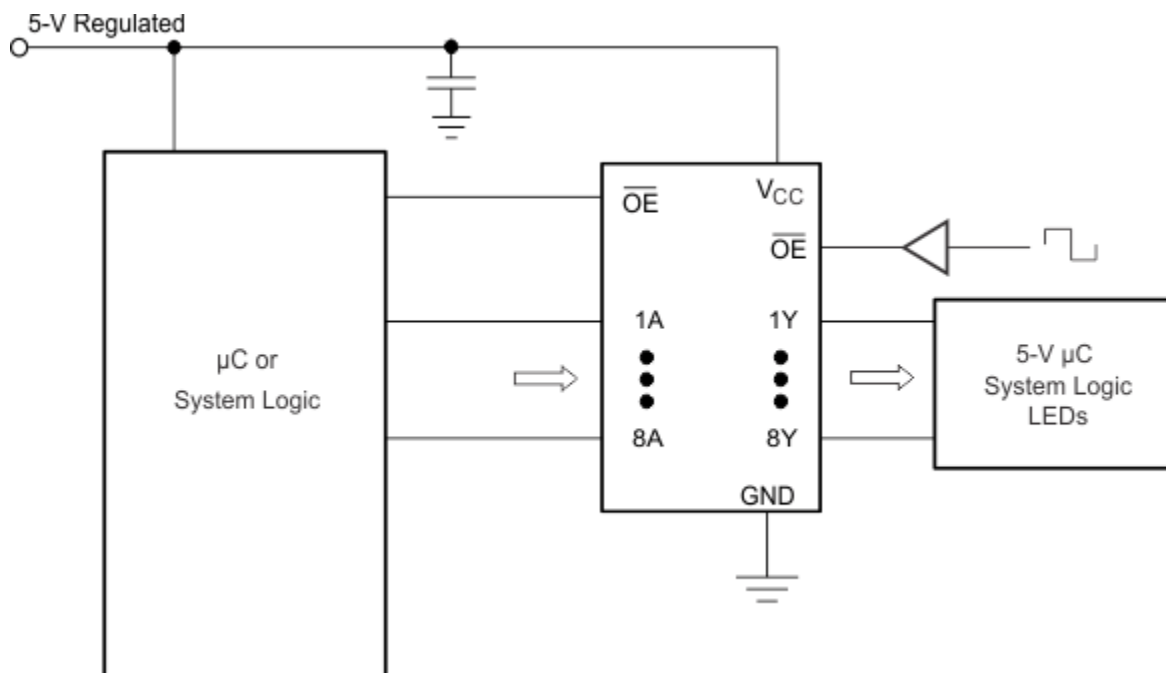 5-V Regulated
OE
VCC
OE
1A
1Y
8A
8Y
GND
µC or
System Logic
5-V µC
System Logic
LEDs